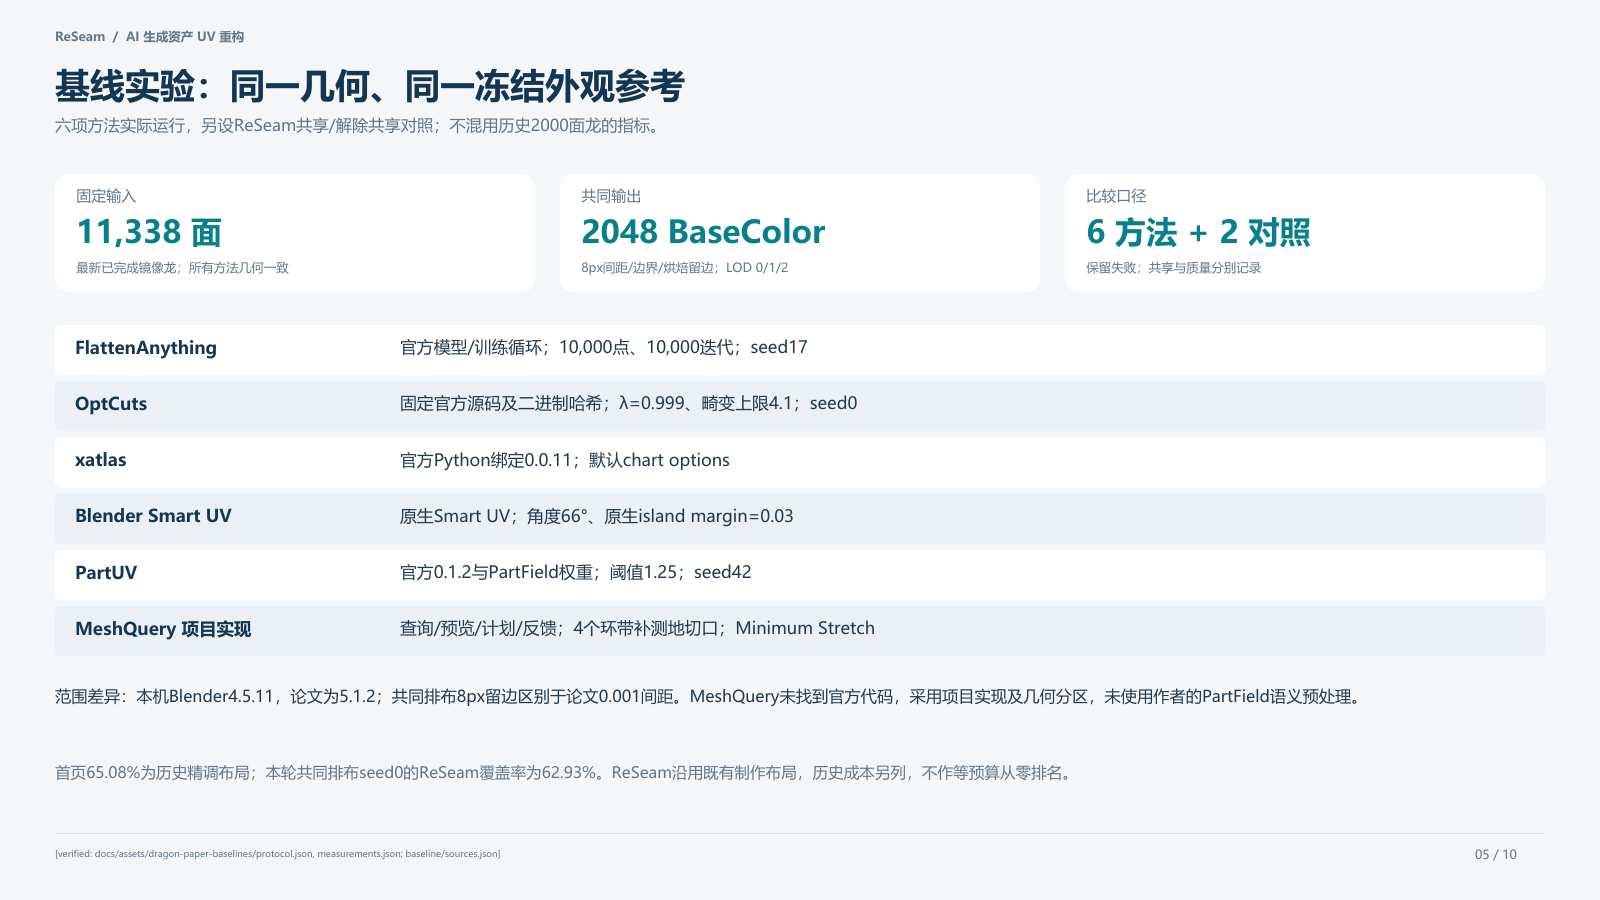 ReSeam / AI 生成资产 UV 重构
基线实验：同一几何、同一冻结外观参考
六项方法实际运行，另设ReSeam共享/解除共享对照；不混用历史2000面龙的指标。
固定输入
11,338 面
最新已完成镜像龙；所有方法几何一致
共同输出
2048 BaseColor
8px间距/边界/烘焙留边；LOD 0/1/2
比较口径
6 方法 + 2 对照
保留失败；共享与质量分别记录
FlattenAnything 官方模型/训练循环；10,000点、10,000迭代；seed17
OptCuts 固定官方源码及二进制哈希；λ=0.999、畸变上限4.1；seed0
xatlas 官方Python绑定0.0.11；默认chart options
Blender Smart UV 原生Smart UV；角度66°、原生island margin=0.03
PartUV 官方0.1.2与PartField权重；阈值1.25；seed42
MeshQuery 项目实现 查询/预览/计划/反馈；4个环带补测地切口；Minimum Stretch
范围差异：本机Blender4.5.11，论文为5.1.2；共同排布8px留边区别于论文0.001间距。MeshQuery未找到官方代码，采用项目实现及几何分区，未使用作者的PartField语义预处理。
首页65.08%为历史精调布局；本轮共同排布seed0的ReSeam覆盖率为62.93%。ReSeam沿用既有制作布局，历史成本另列，不作等预算从零排名。
[verified: docs/assets/dragon-paper-baselines/protocol.json, measurements.json; baseline/sources.json]
05 / 10